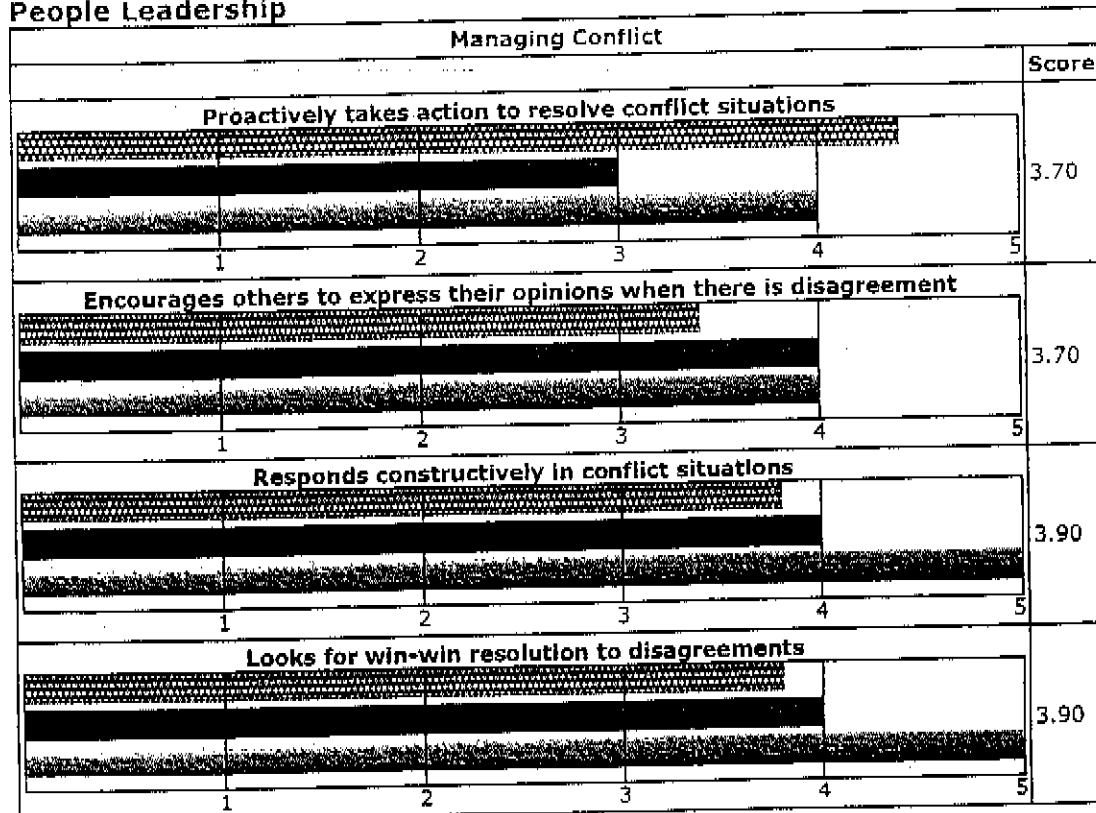 People Leadership
Managing Conflict
Score
Proactively takes action to resolve conflict situations
3.70
1 2 3 4 5
Encourages others to express their opinions when there is disagreement
3.70
1 2 3 4 5
Responds constructively in conflict situations
3.90
1 2 3 4 5
Looks for win-win resolution to disagreements
3.90
1 2 3 4 5